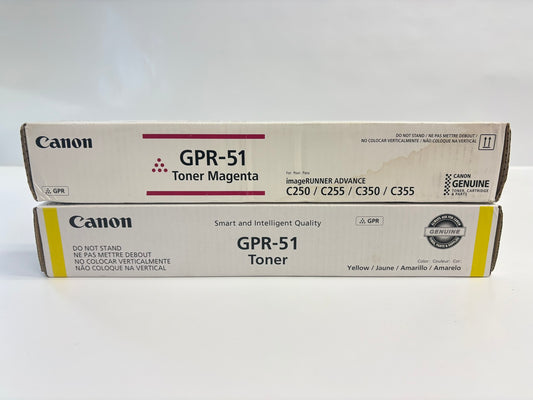 Canon
GPR
GPR-51
Toner Magenta
For Use / Para
imageRUNNER ADVANCE
C250 / C255 / C350 / C355
DO NOT STAND / NE PAS METTRE DEBOUT /
NO COLOCAR VERTICALMENTE / NÃO COLOQUE NA VERTICAL
CANON
GENUINE
TONER, CARTRIDGE
& PARTS
Canon
DO NOT STAND
NE PAS METTRE DEBOUT
NO COLOCAR VERTICALMENTE
NÃO COLOQUE NA VERTICAL
Smart and Intelligent Quality
GPR
GPR-51
Toner
GENUINE
Color: Couleur: Cor:
Yellow / Jaune / Amarillo / Amarelo